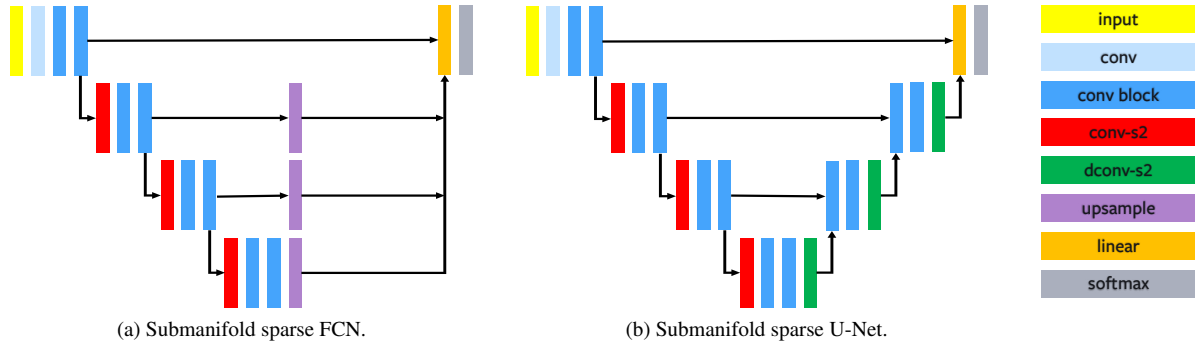 input
conv
conv block
conv-s2
dconv-s2
upsample
linear
softmax
(a) Submanifold sparse FCN.
(b) Submanifold sparse U-Net.